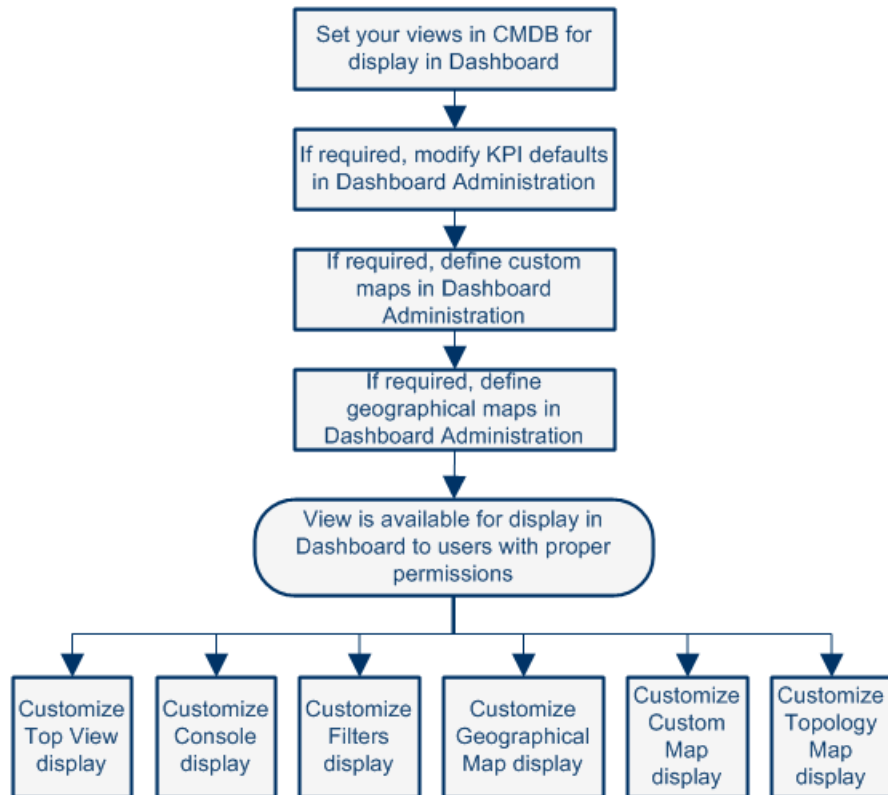 Set your views in CMDB for
display in Dashboard
If required, modify KPI defaults
in Dashboard Administration
If required, define custom
maps in Dashboard
Administration
If required, define
geographical maps in
Dashboard Administration
View is available for display in
Dashboard to users with proper
permissions
Customize
Top View
display
Customize
Console
display
Customize
Filters
display
Customize
Geographical
Map display
Customize
Custom
Map
display
Customize
Topology
Map
display